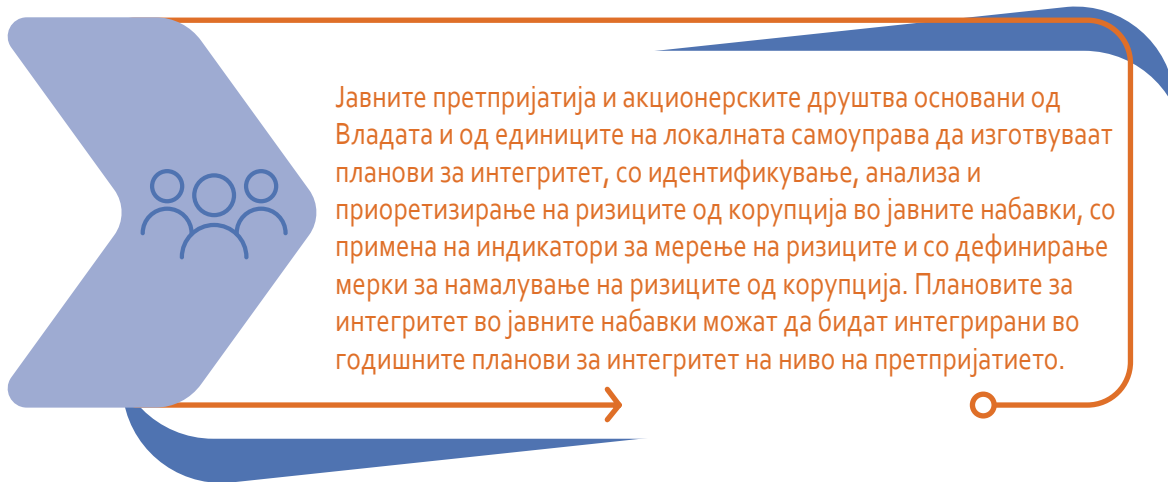 Јавните претпријатија и акционерските друштва основани од
Владата и од единиците на локалната самоуправа да изготвуваат
планови за интегритет, со идентификување, анализа и
приоретизирање на ризиците од корупција во јавните набавки, со
примена на индикатори за мерење на ризиците и со дефинирање
мерки за намалување на ризиците од корупција. Плановите за
интегритет во јавните набавки можат да бидат интегрирани во
годишните планови за интегритет на ниво на претпријатието.